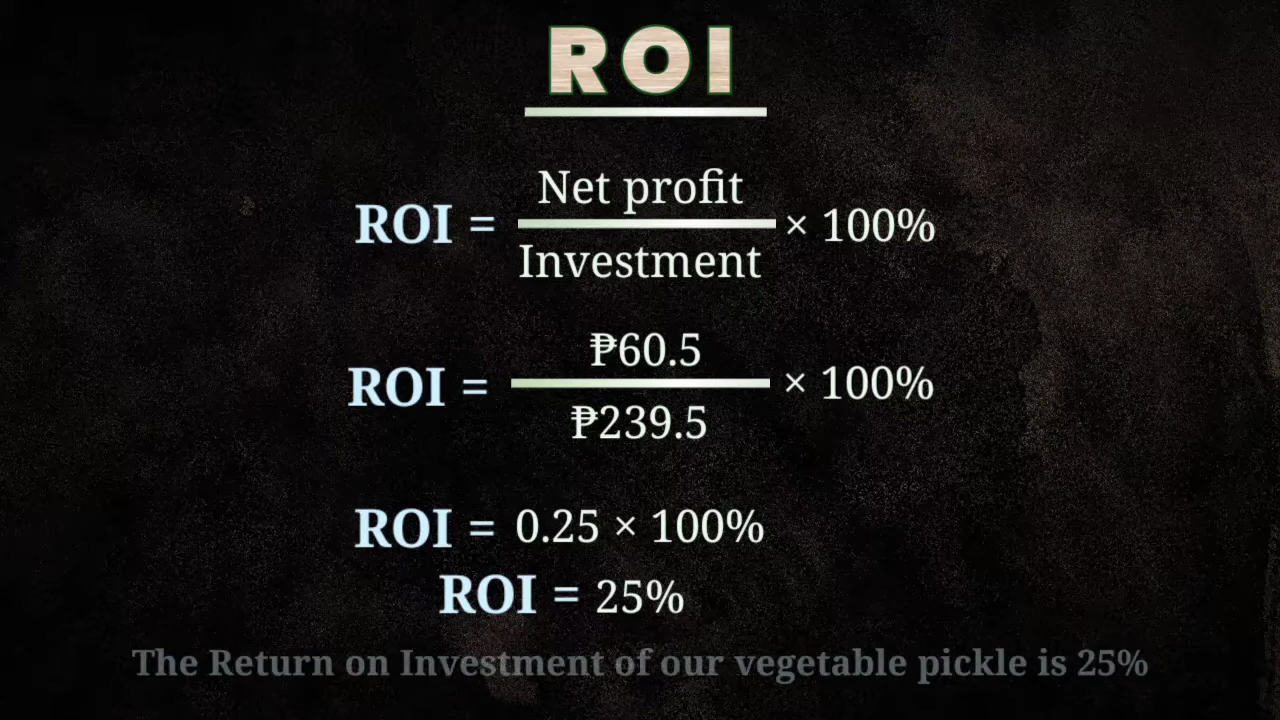 ROI
Net profit
ROI = × 100%
Investment
₱60.5
ROI = × 100%
₱239.5
ROI = 0.25 × 100%
ROI = 25%
The Return on Investment of our vegetable pickle is 25%